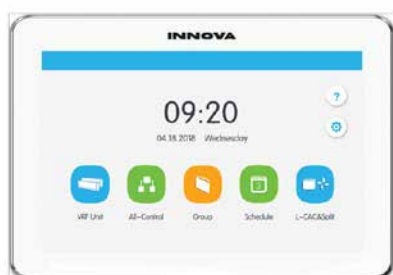 INNOVA
?
09:20
04.18.2018 Wednesday
VRF Unit All-Control Group Schedule L-CAC&Split